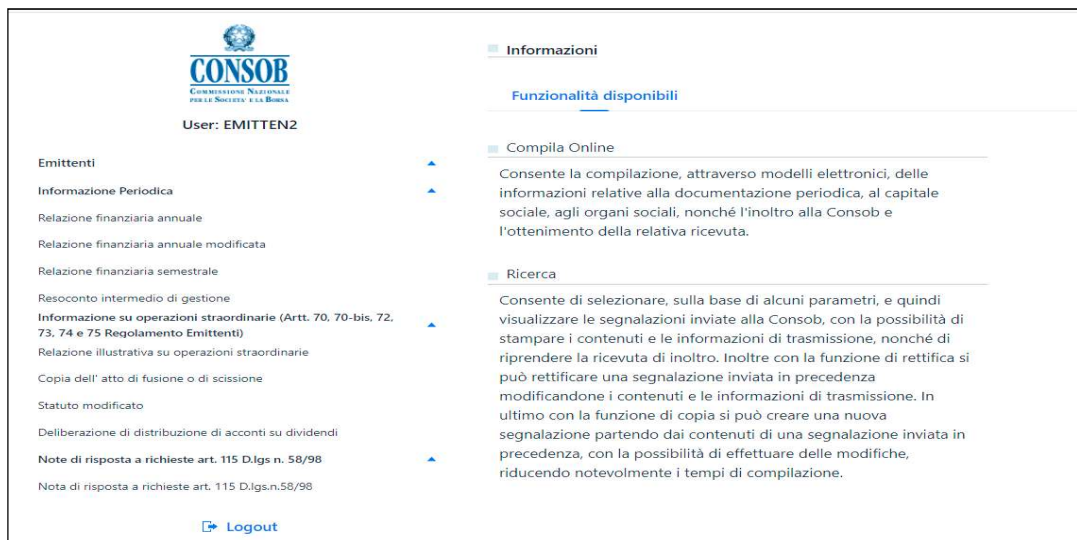 CONSOB
COMMISSIONE NAZIONALE
PER LE SOCIETA' E LA BORSA
User: EMITTEN2
Emittenti
Informazione Periodica
Relazione finanziaria annuale
Relazione finanziaria annuale modificata
Relazione finanziaria semestrale
Resoconto intermedio di gestione
Informazione su operazioni straordinarie (Artt. 70, 70-bis, 72,
73, 74 e 75 Regolamento Emittenti)
Relazione illustrativa su operazioni straordinarie
Copia dell' atto di fusione o di scissione
Statuto modificato
Deliberazione di distribuzione di acconti su dividendi
Note di risposta a richieste art. 115 D.lgs n. 58/98
Nota di risposta a richieste art. 115 D.lgs.n.58/98
Logout
Informazioni
Funzionalità disponibili
Compila Online
Consente la compilazione, attraverso modelli elettronici, delle
informazioni relative alla documentazione periodica, al capitale
sociale, agli organi sociali, nonché l'inoltro alla Consob e
l'ottenimento della relativa ricevuta.
Ricerca
Consente di selezionare, sulla base di alcuni parametri, e quindi
visualizzare le segnalazioni inviate alla Consob, con la possibilità di
stampare i contenuti e le informazioni di trasmissione, nonché di
riprendere la ricevuta di inoltro. Inoltre con la funzione di rettifica si
può rettificare una segnalazione inviata in precedenza
modificandone i contenuti e le informazioni di trasmissione. In
ultimo con la funzione di copia si può creare una nuova
segnalazione partendo dai contenuti di una segnalazione inviata in
precedenza, con la possibilità di effettuare delle modifiche,
riducendo notevolmente i tempi di compilazione.